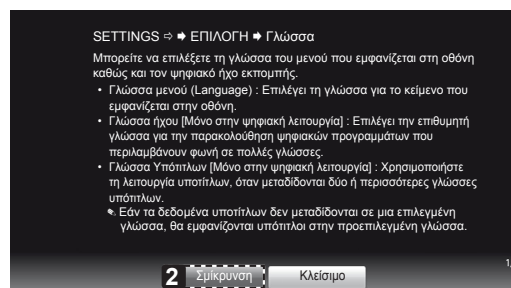 SETTINGS ⇨ ➡ ΕΠΙΛΟΓΗ ➡ Γλώσσα
Μπορείτε να επιλέξετε τη γλώσσα του μενού που εμφανίζεται στη οθόνη
καθώς και τον ψηφιακό ήχο εκπομπής.
• Γλώσσα μενού (Language) : Επιλέγει τη γλώσσα για το κείμενο που
εμφανίζεται στην οθόνη.
• Γλώσσα ήχου [Μόνο στην ψηφιακή λειτουργία] : Επιλέγει την επιθυμητή
γλώσσα για την παρακολούθηση ψηφιακών προγραμμάτων που
περιλαμβάνουν φωνή σε πολλές γλώσσες.
• Γλώσσα Υπότιτλων [Μόνο στην ψηφιακή λειτουργία] : Χρησιμοποιήστε
τη λειτουργία υποτίτλων, όταν μεταδίδονται δύο ή περισσότερες γλώσσες
υπότιτλων.
✎ Εάν τα δεδομένα υποτίτλων δεν μεταδίδονται σε μια επιλεγμένη
γλώσσα, θα εμφανίζονται υπότιτλοι στην προεπιλεγμένη γλώσσα.
2 Σμίκρυνση Κλείσιμο